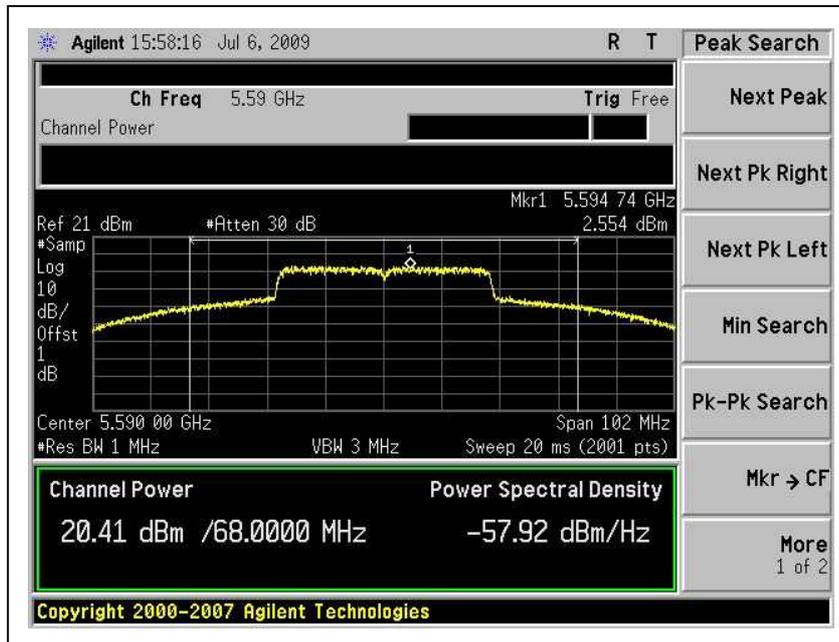 Agilent 15:58:16 Jul 6, 2009 R T
Peak Search
Ch Freq 5.59 GHz Trig Free
Channel Power
Mkr1 5.594 74 GHz
Ref 21 dBm #Atten 30 dB 2.554 dBm
#Samp
Log
10
dB/
Offst
1
dB
1
Center 5.590 00 GHz Span 102 MHz
#Res BW 1 MHz VBW 3 MHz Sweep 20 ms (2001 pts)
Channel Power Power Spectral Density
20.41 dBm /68.0000 MHz -57.92 dBm/Hz
Copyright 2000-2007 Agilent Technologies
Next Peak
Next Pk Right
Next Pk Left
Min Search
Pk-Pk Search
Mkr → CF
More
1 of 2